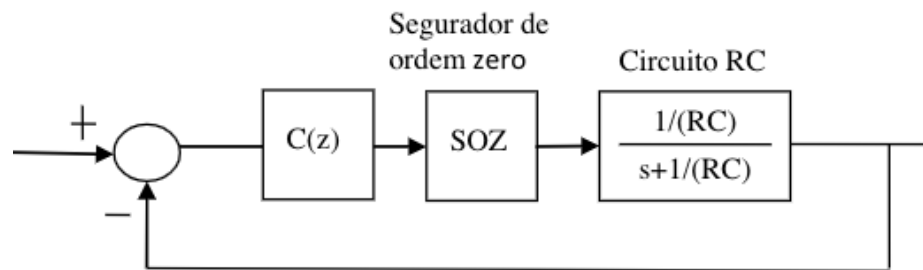 Segurador de
ordem zero
Circuito RC
+
C(z)
SOZ
1/(RC)
s+1/(RC)
−